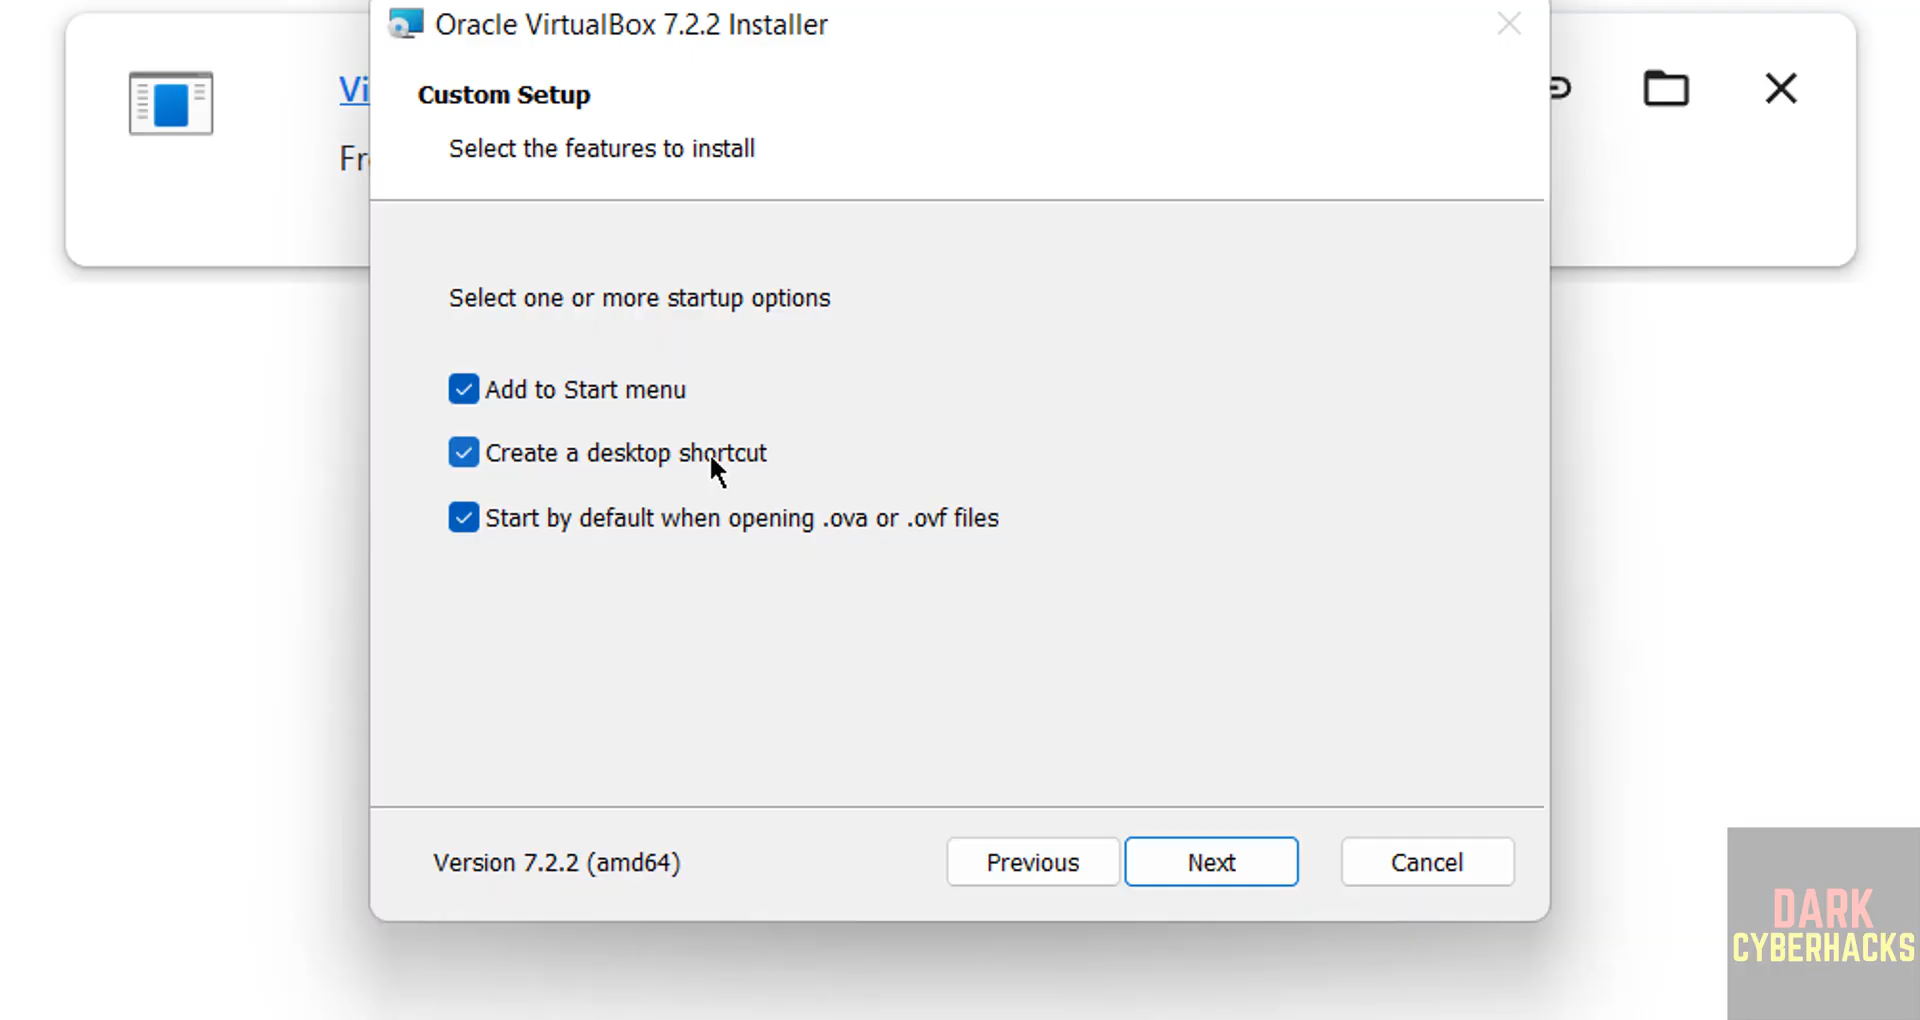 Oracle VirtualBox 7.2.2 Installer
Custom Setup
Select the features to install
Select one or more startup options
Add to Start menu
Create a desktop shortcut
Start by default when opening .ova or .ovf files
Version 7.2.2 (amd64)
Previous
Next
Cancel
DARK
CYBERHACKS